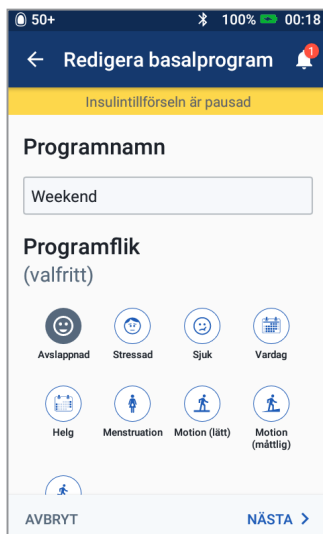 50+ 100% 00:18
Redigera basalprogram 1
Insulintillförseln är pausad
Programnamn
Weekend
Programflik
(valfritt)
Avslappnad Stressad Sjuk Vardag
Helg Menstruation Motion (lätt) Motion
(måttlig)
AVBRYT NÄSTA